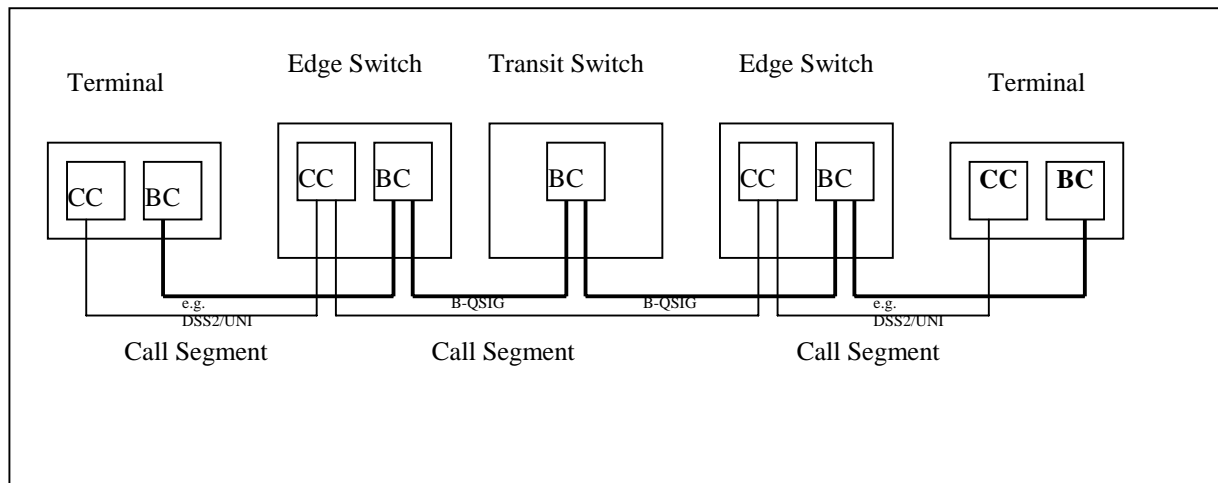 Edge Switch Transit Switch Edge Switch
Terminal Terminal
CC BC CC BC BC CC BC CC BC
e.g. B-QSIG B-QSIG e.g.
DSS2/UNI DSS2/UNI
Call Segment Call Segment Call Segment